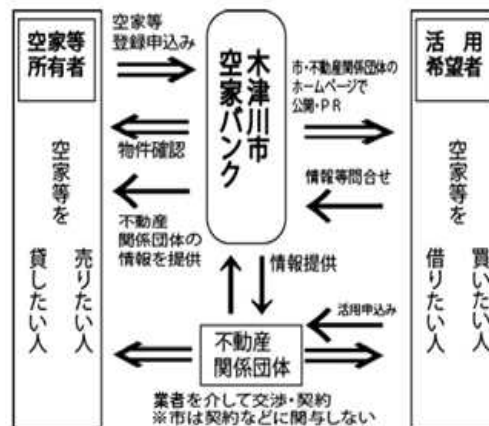 空家等
所有者
空家等を
売りたい人
貸したい人
空家等
登録申込み
物件確認
不動産
関係団体の
情報を提供
木津川市
空家バンク
市・不動産関係団体の
ホームページで
公開・PR
情報等問合せ
情報提供
活用申込み
不動産
関係団体
業者を介して交渉・契約
※市は契約などに関与しない
活用
希望者
空家等を
買いたい人
借りたい人